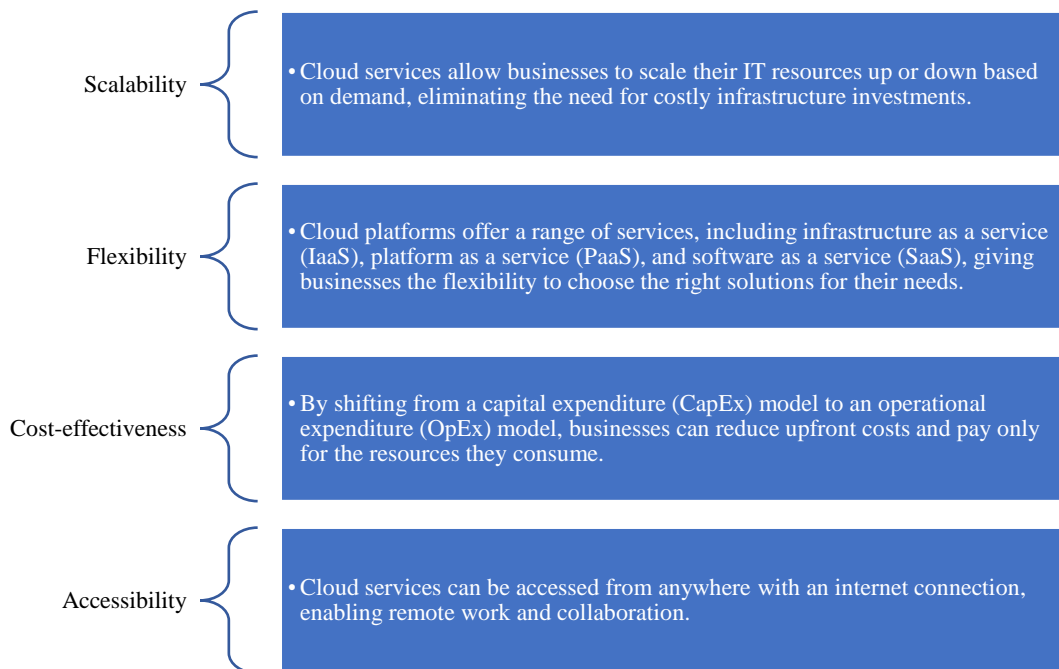 Scalability
• Cloud services allow businesses to scale their IT resources up or down based
on demand, eliminating the need for costly infrastructure investments.
Flexibility
• Cloud platforms offer a range of services, including infrastructure as a service
(IaaS), platform as a service (PaaS), and software as a service (SaaS), giving
businesses the flexibility to choose the right solutions for their needs.
Cost-effectiveness
• By shifting from a capital expenditure (CapEx) model to an operational
expenditure (OpEx) model, businesses can reduce upfront costs and pay only
for the resources they consume.
Accessibility
• Cloud services can be accessed from anywhere with an internet connection,
enabling remote work and collaboration.